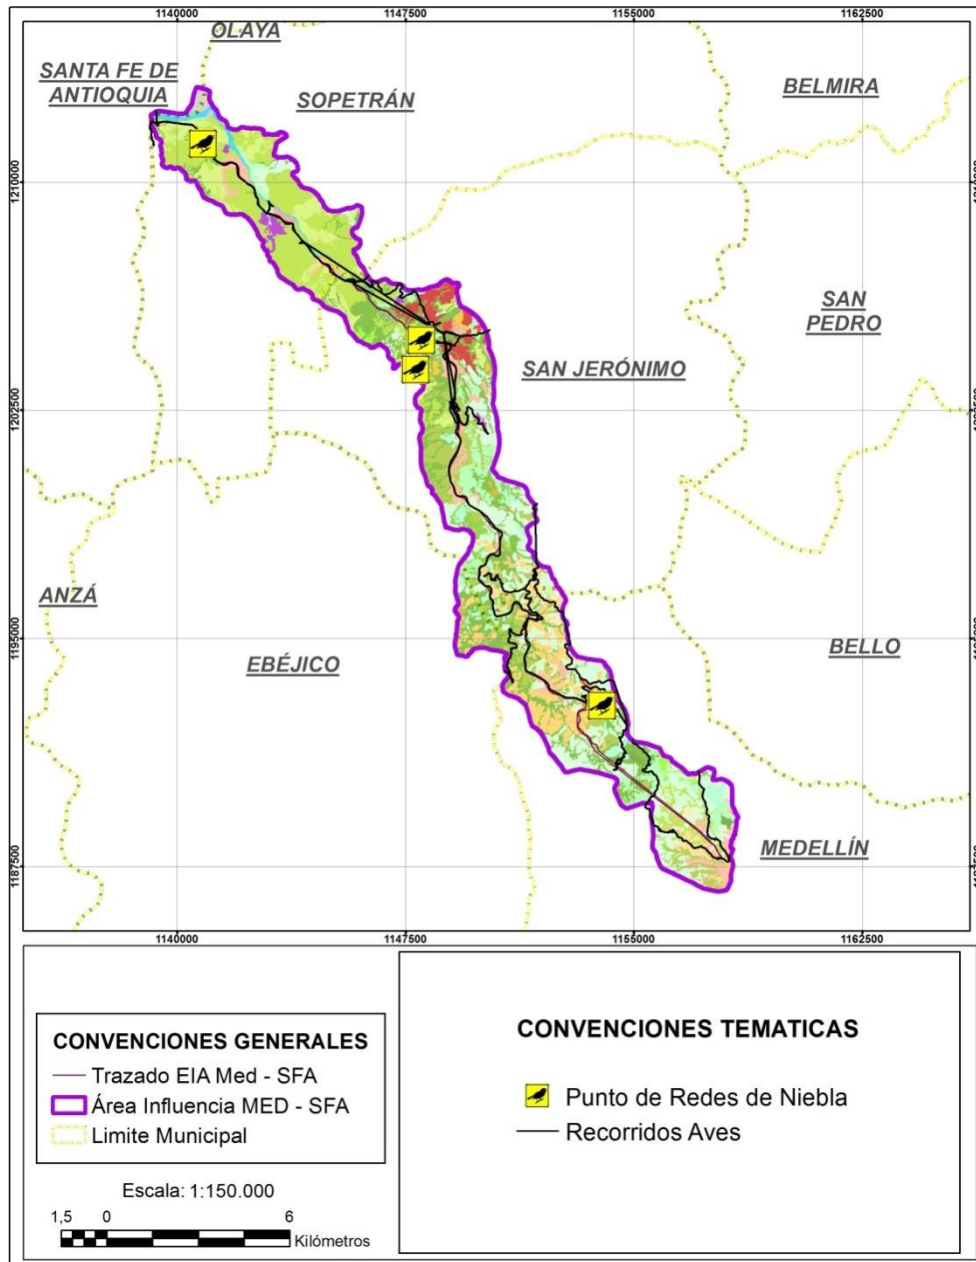 1140000 1147500 1155000 1162500
OLAYA
SANTA FE DE
ANTIOQUIA
SOPETRÁN
BELMIRA
1210000
SAN
PEDRO
SAN JERÓNIMO
1202500
ANZÁ
1195000
BELLO
EBÉJICO
MEDELLÍN
1187500
1140000 1147500 1155000 1162500
CONVENCIONES GENERALES
Trazado EIA Med - SFA
Área Influencia MED - SFA
Limite Municipal
Escala: 1:150.000
1,5 0 6
Kilómetros
CONVENCIONES TEMATICAS
Punto de Redes de Niebla
Recorridos Aves